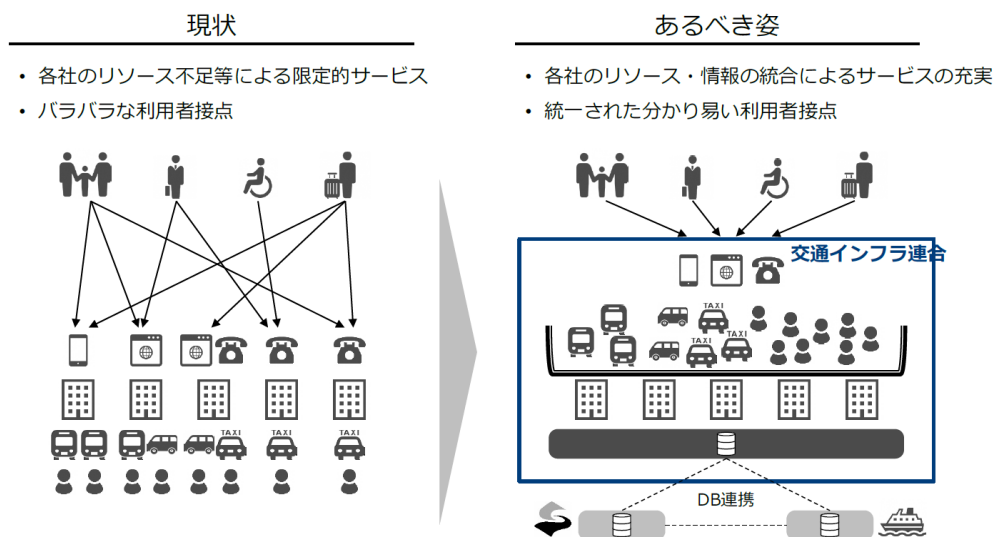 現状
• 各社のリソース不足等による限定的サービス
• バラバラな利用者接点
TAXI
TAXI
TAXI
あるべき姿
• 各社のリソース・情報の統合によるサービスの充実
• 統一された分かり易い利用者接点
交通インフラ連合
TAXI
TAXI
TAXI
DB連携